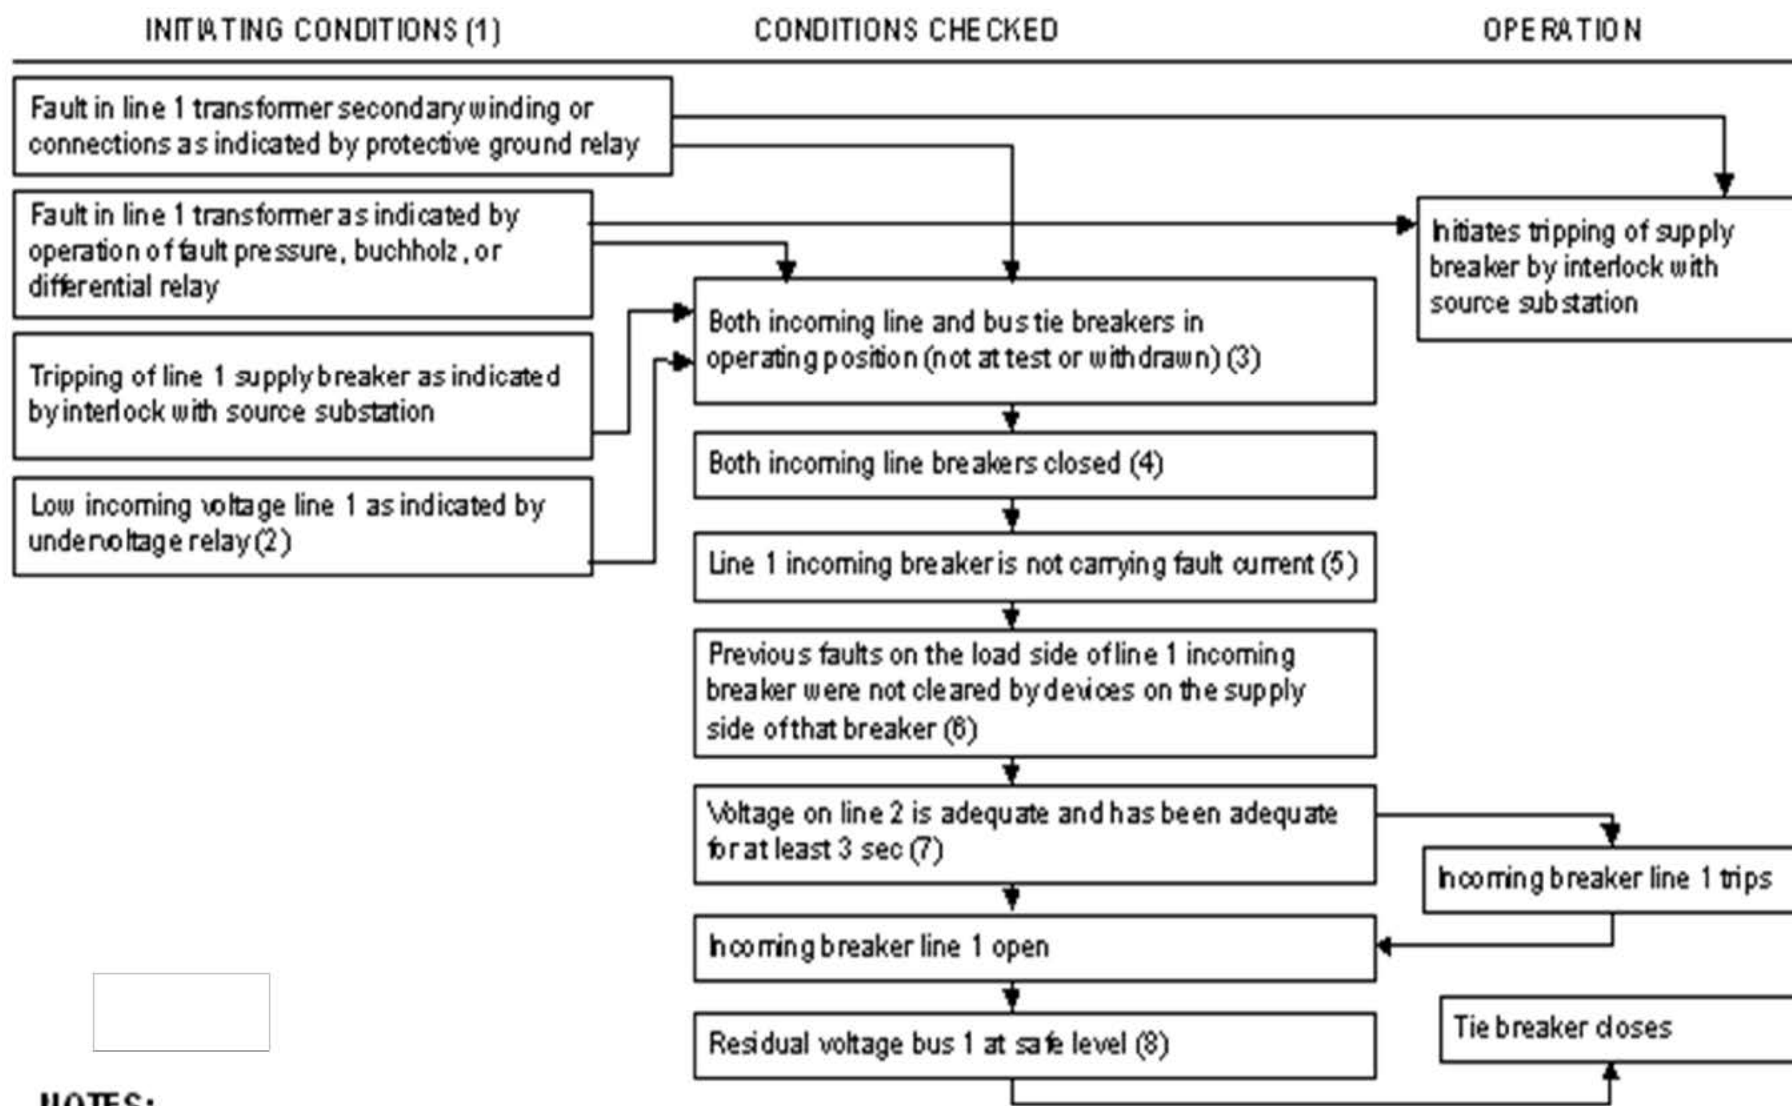 INITIATING CONDITIONS (1)
CONDITIONS CHECKED
OPERATION
Fault in line 1 transformer secondary winding or
connections as indicated by protective ground relay
Fault in line 1 transformer as indicated by
operation of fault pressure, buchholz, or
differential relay
Tripping of line 1 supply breaker as indicated
by interlock with source substation
Low incoming voltage line 1 as indicated by
undervoltage relay (2)
Both incoming line and bus tie breakers in
operating position (not at test or withdrawn) (3)
Both incoming line breakers closed (4)
Line 1 incoming breaker is not carrying fault current (5)
Previous faults on the load side of line 1 incoming
breaker were not cleared by devices on the supply
side of that breaker (6)
Voltage on line 2 is adequate and has been adequate
for at least 3 sec (7)
Incoming breaker line 1 open
Residual voltage bus 1 at safe level (8)
Initiates tripping of supply
breaker by interlock with
source substation
Incoming breaker line 1 trips
Tie breaker closes
NOTES: